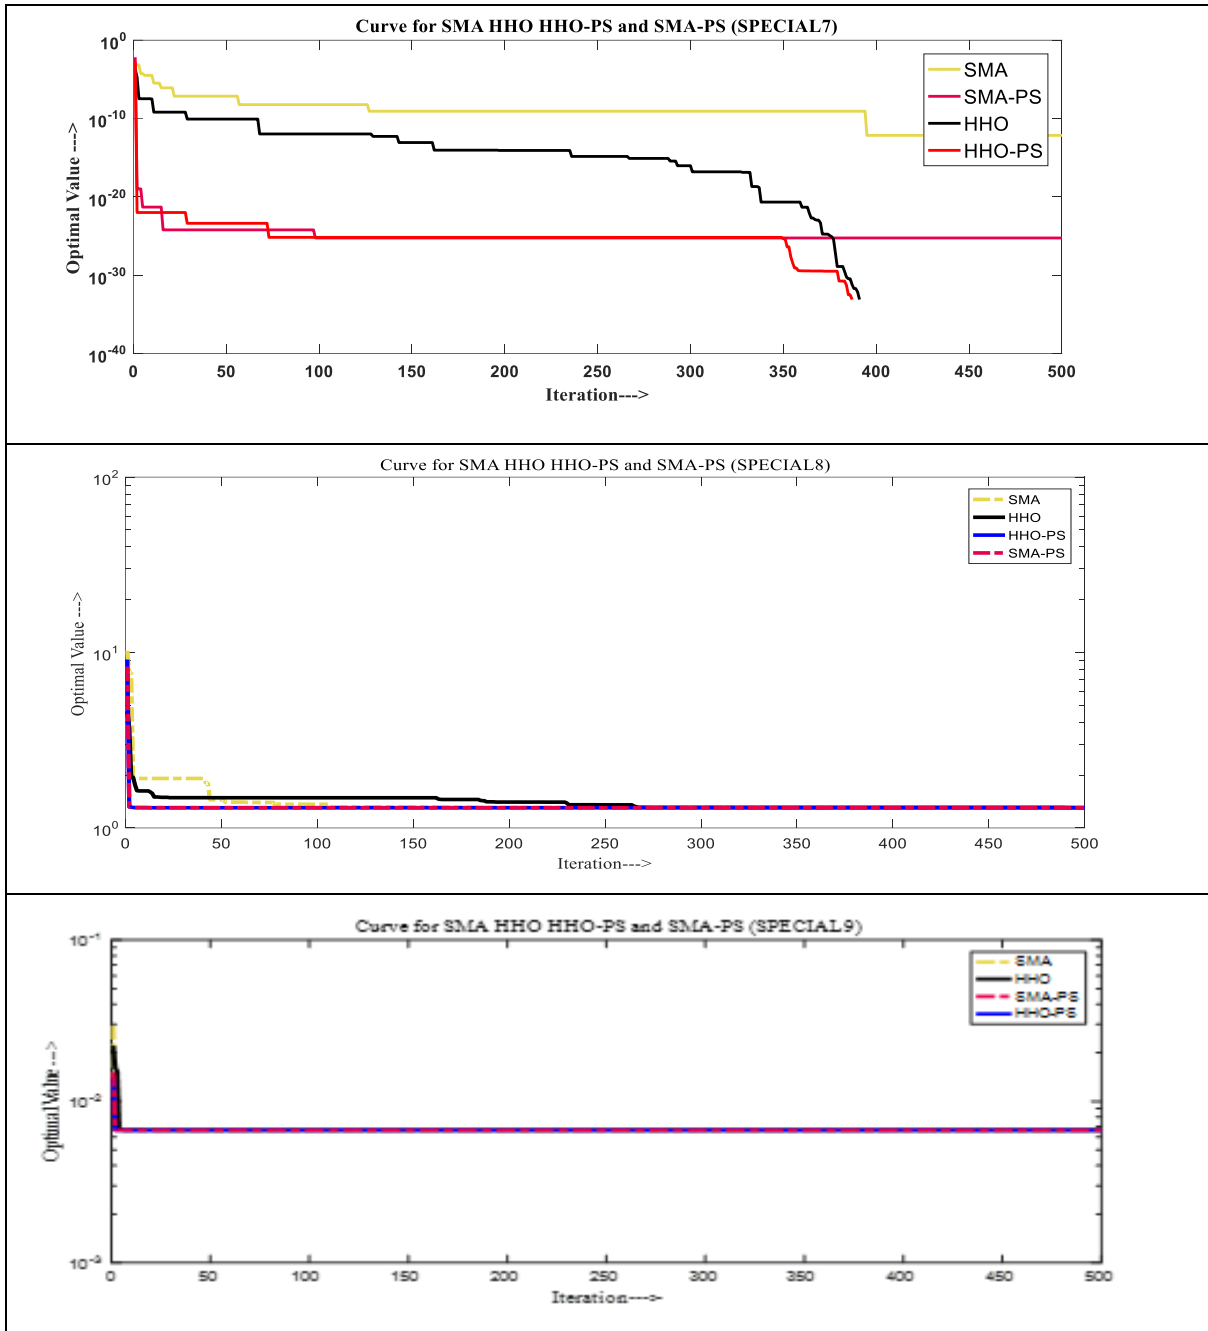 Curve for SMA HHO HHO-PS and SMA-PS (SPECIAL7)
10^0
10^-10
10^-20
10^-30
10^-40
Optimal Value --->
SMA
SMA-PS
HHO
HHO-PS
0 50 100 150 200 250 300 350 400 450 500
Iteration--->
Curve for SMA HHO HHO-PS and SMA-PS (SPECIAL8)
10^2
10^1
10^0
Optimal Value --->
SMA
HHO
HHO-PS
SMA-PS
0 50 100 150 200 250 300 350 400 450 500
Iteration--->
Curve for SMA HHO HHO-PS and SMA-PS (SPECIAL9)
10^-1
10^-2
10^-3
Optimal Value --->
SMA
HHO
SMA-PS
HHO-PS
0 50 100 150 200 250 300 350 400 450 500
Iteration--->